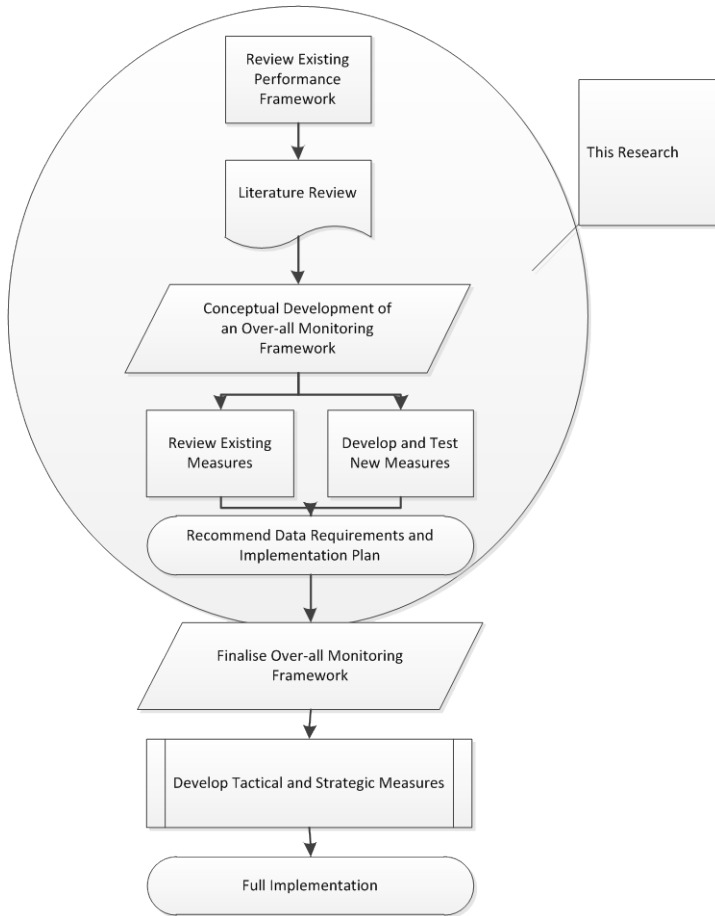 Review Existing
Performance
Framework
This Research
Literature Review
Conceptual Development of
an Over-all Monitoring
Framework
Review Existing
Measures
Develop and Test
New Measures
Recommend Data Requirements and
Implementation Plan
Finalise Over-all Monitoring
Framework
Develop Tactical and Strategic Measures
Full Implementation